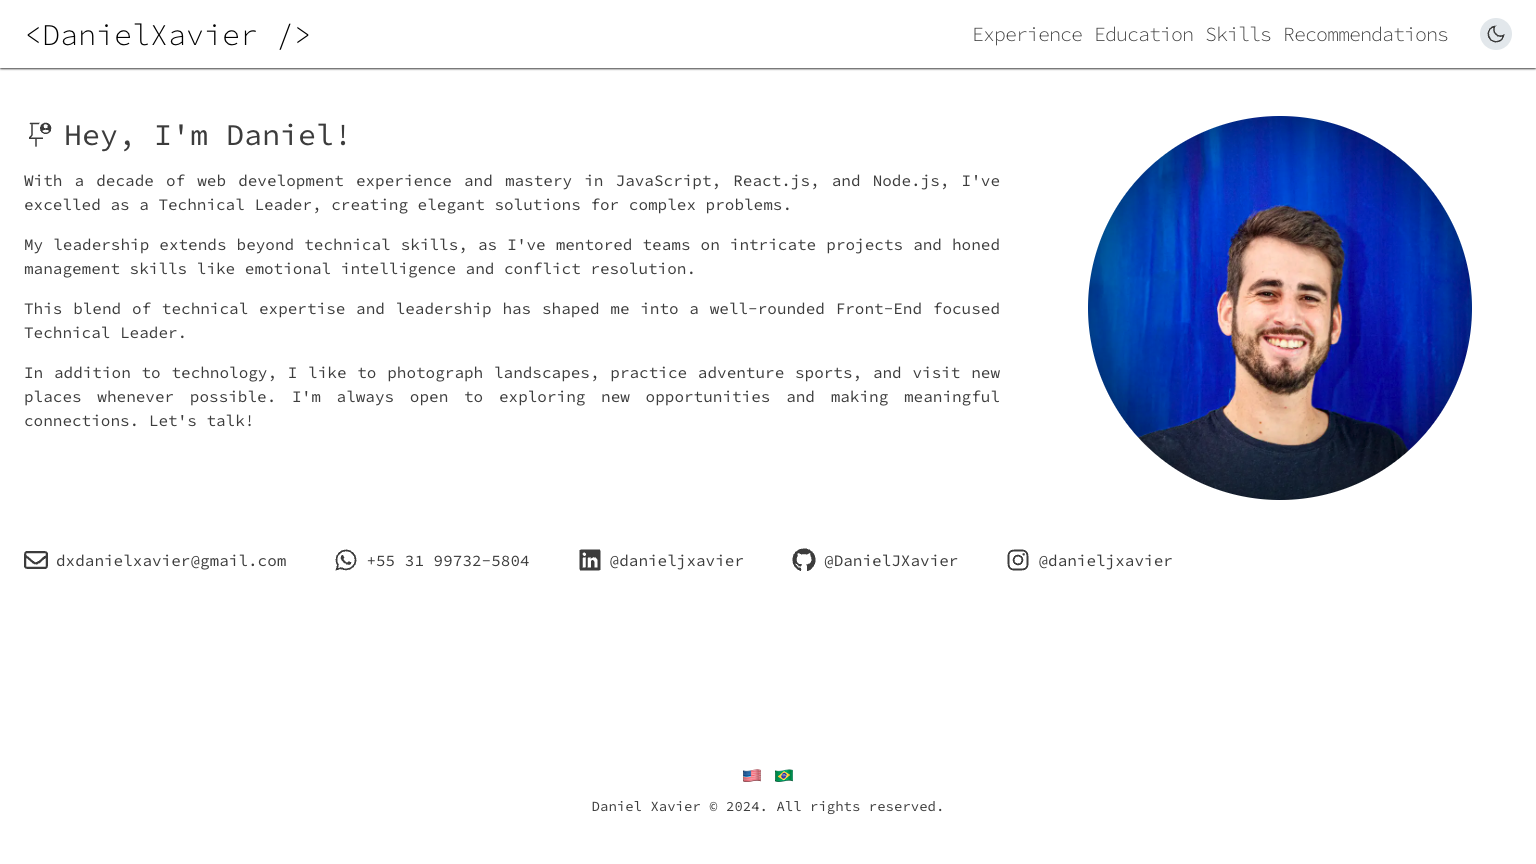 <DanielXavier />
Experience Education Skills Recommendations
Hey, I'm Daniel!
With a decade of web development experience and mastery in JavaScript, React.js, and Node.js, I've
excelled as a Technical Leader, creating elegant solutions for complex problems.
My leadership extends beyond technical skills, as I've mentored teams on intricate projects and honed
management skills like emotional intelligence and conflict resolution.
This blend of technical expertise and leadership has shaped me into a well-rounded Front-End focused
Technical Leader.
In addition to technology, I like to photograph landscapes, practice adventure sports, and visit new
places whenever possible. I'm always open to exploring new opportunities and making meaningful
connections. Let's talk!
dxdanielxavier@gmail.com
+55 31 99732-5804
@danieljxavier
@DanielJXavier
@danieljxavier
Daniel Xavier © 2024. All rights reserved.